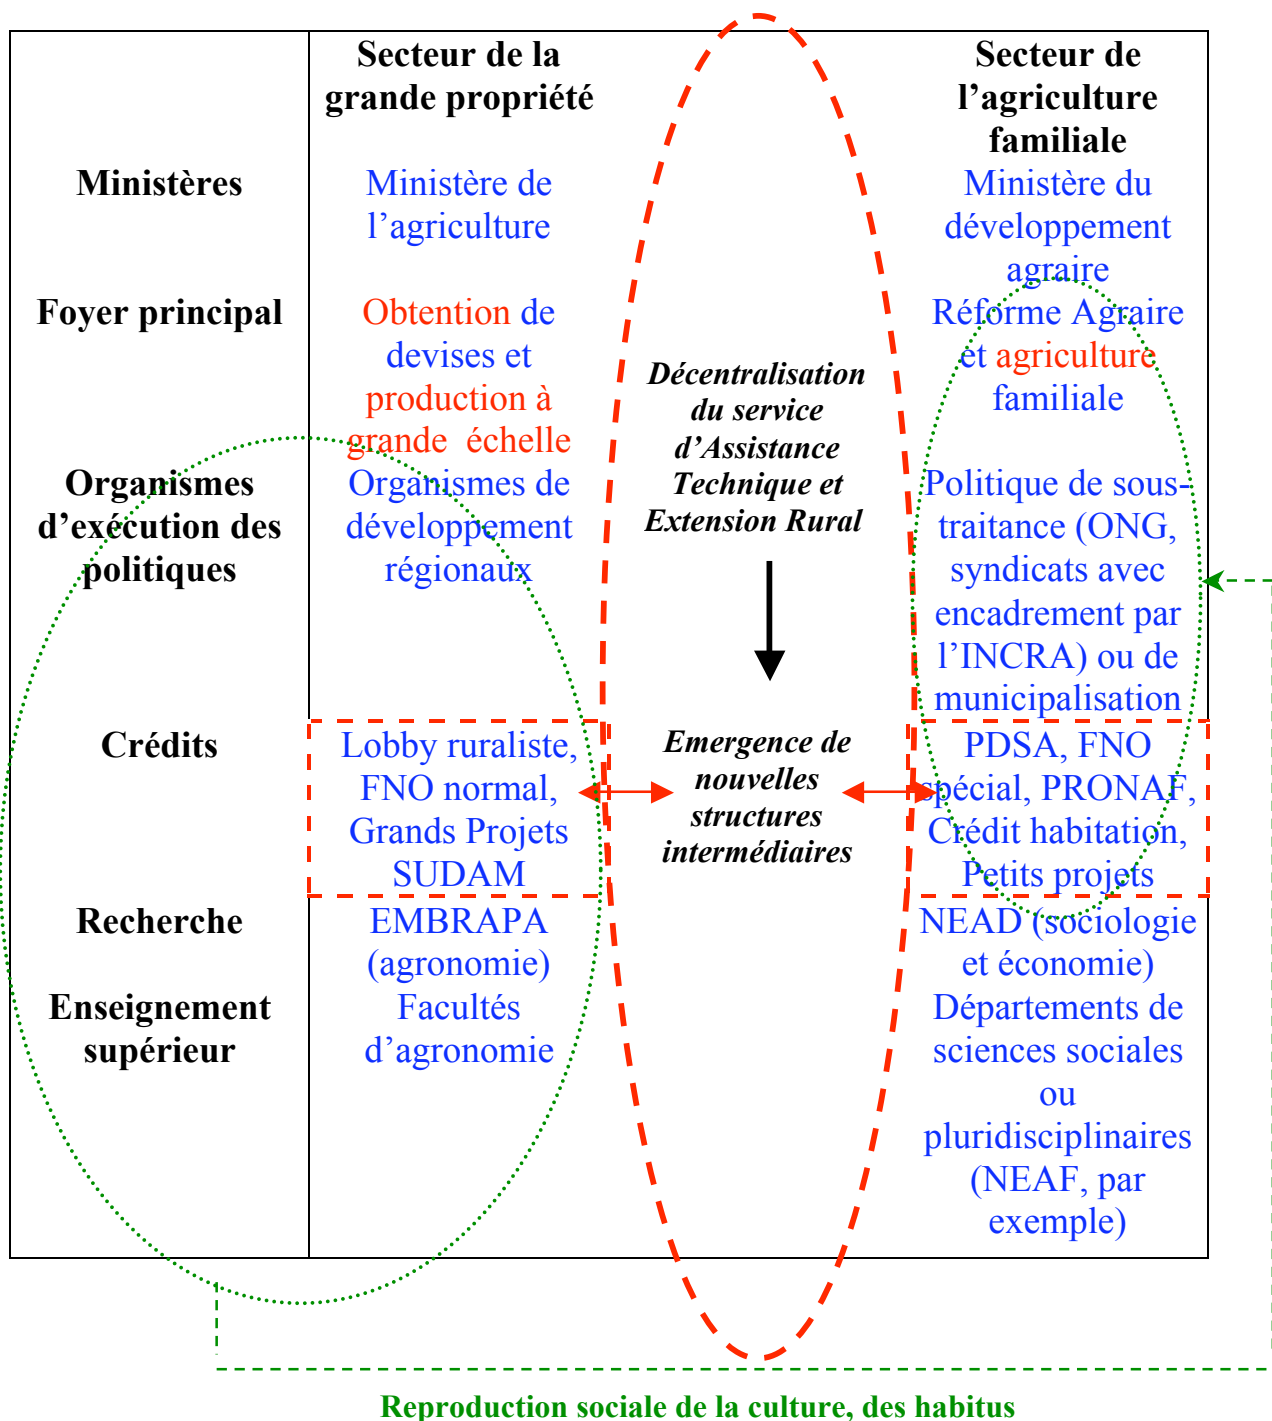 Secteur de la
grande propriété
Secteur de
l’agriculture
familiale
Ministères
Ministère de
l’agriculture
Ministère du
développement
agraire
Foyer principal
Obtention de
devises et
production à
grande échelle
Réforme Agraire
et agriculture
familiale
Décentralisation
du service
d’Assistance
Technique et
Extension Rural
Organismes
d’exécution des
politiques
Organismes de
développement
régionaux
Politique de sous-
traitance (ONG,
syndicats avec
encadrement par
l’INCRA) ou de
municipalisation
Crédits
Lobby ruraliste,
FNO normal,
Grands Projets
SUDAM
Emergence de
nouvelles
structures
intermédiaires
PDSA, FNO
spécial, PRONAF,
Crédit habitation,
Petits projets
Recherche
EMBRAPA
(agronomie)
NEAD (sociologie
et économie)
Enseignement
supérieur
Facultés
d’agronomie
Départements de
sciences sociales
ou
pluridisciplinaires
(NEAF, par
exemple)
Reproduction sociale de la culture, des habitus